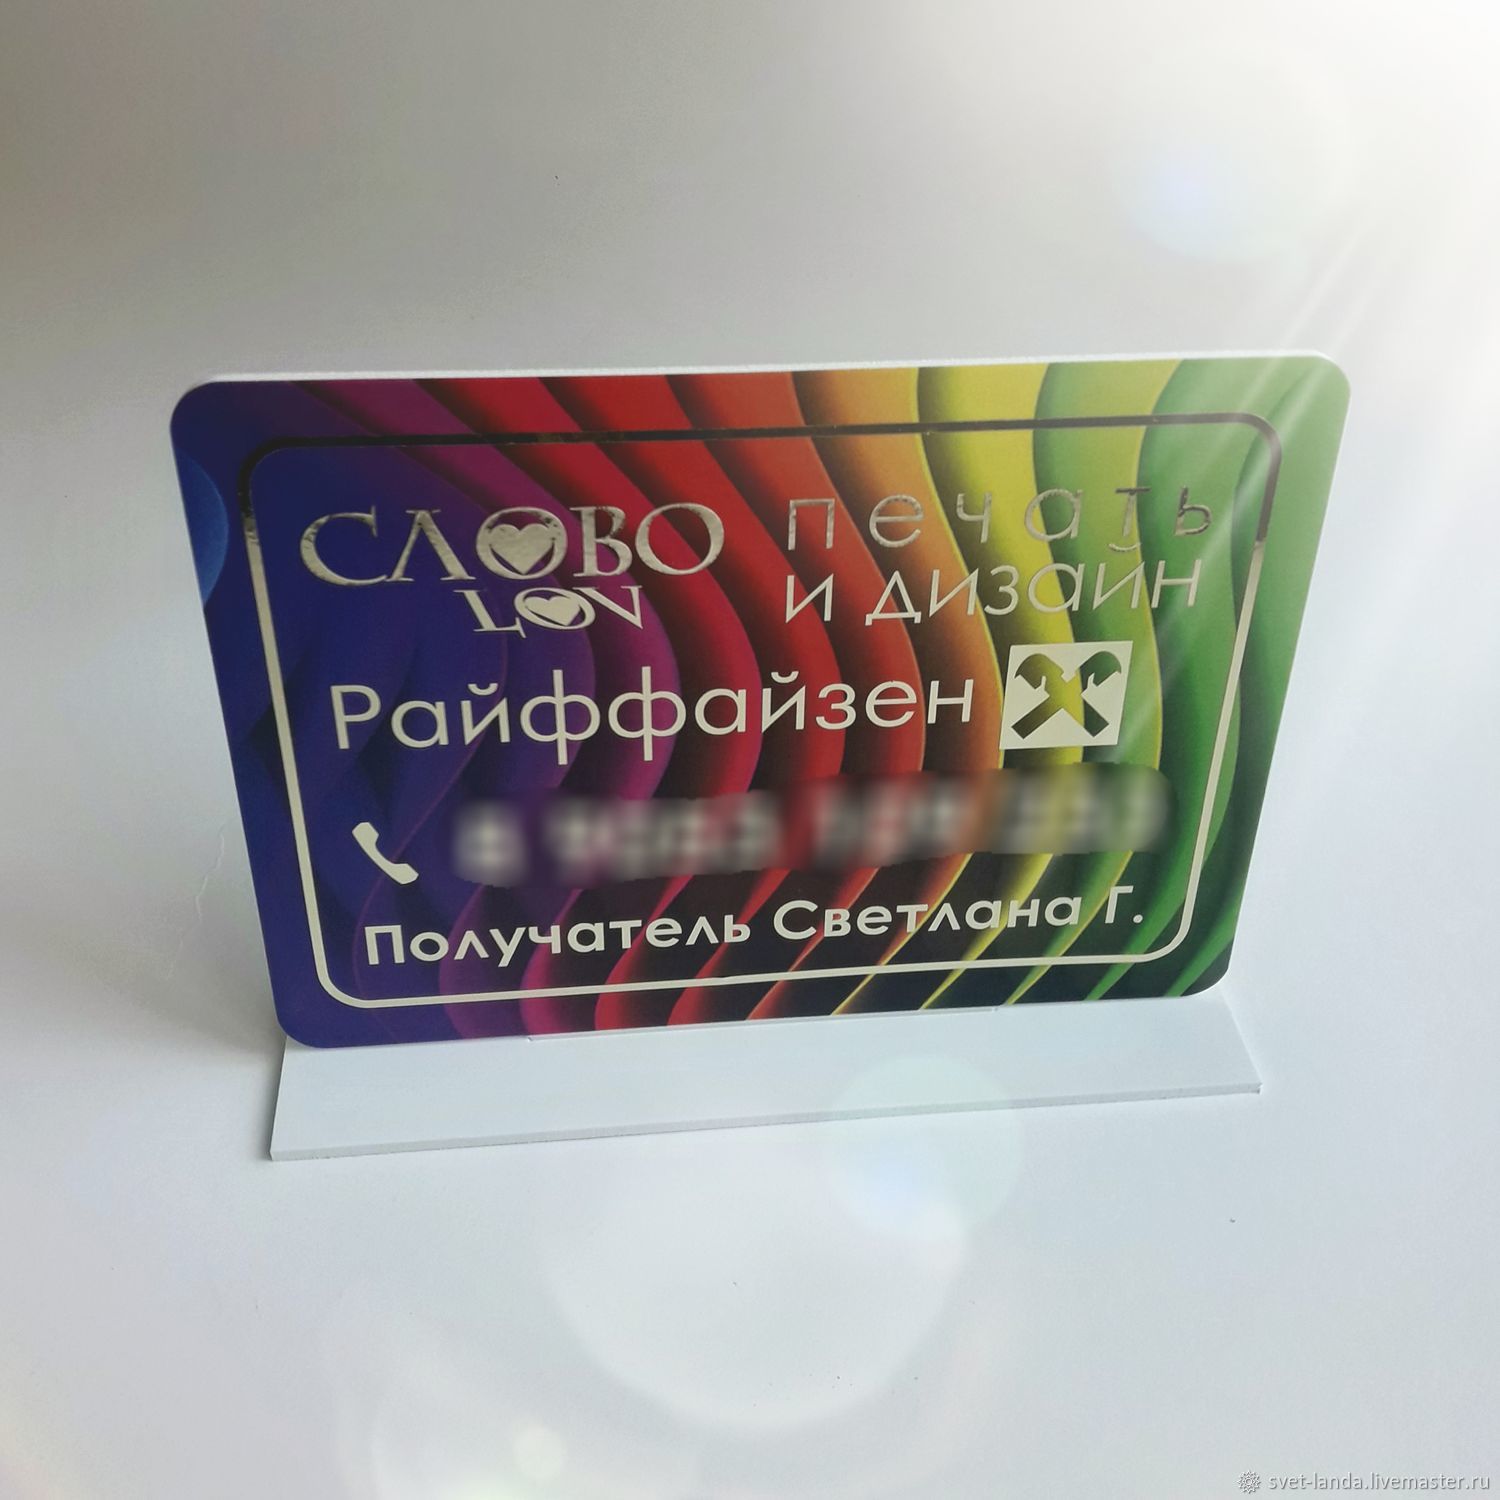 СЛОВО
LOV
печать
и дизайн
Райффайзен
Получатель Светлана Г.
svet-landa.livemaster.ru